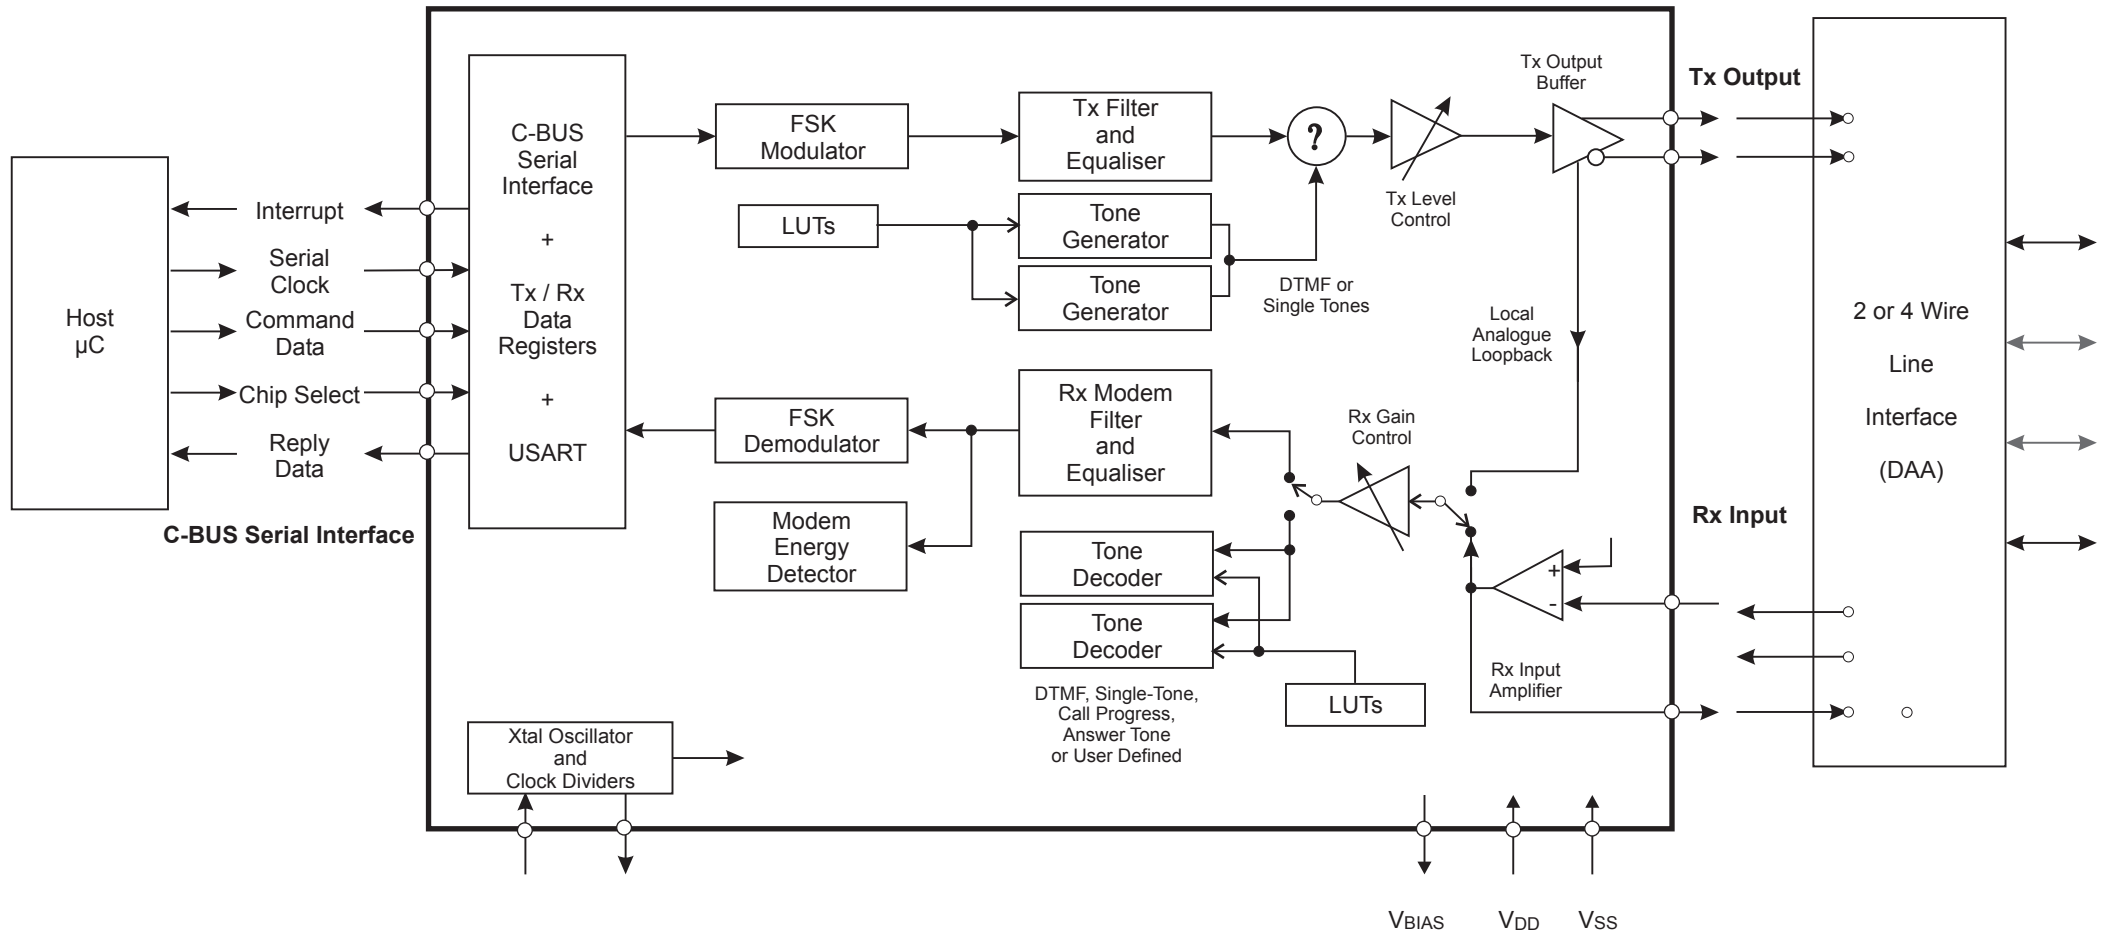 Host
µC
Interrupt
Serial
Clock
Command
Data
Chip Select
Reply
Data
C-BUS Serial Interface
C-BUS
Serial
Interface
+
Tx / Rx
Data
Registers
+
USART
FSK
Modulator
Tx Filter
and
Equaliser
?
Tx Level
Control
Tx Output
Buffer
Tx Output
LUTs
Tone
Generator
Tone
Generator
DTMF or
Single Tones
Local
Analogue
Loopback
FSK
Demodulator
Rx Modem
Filter
and
Equaliser
Rx Gain
Control
Modem
Energy
Detector
Tone
Decoder
Tone
Decoder
DTMF, Single-Tone,
Call Progress,
Answer Tone
or User Defined
LUTs
+
-
Rx Input
Amplifier
Rx Input
2 or 4 Wire
Line
Interface
(DAA)
Xtal Oscillator
and
Clock Dividers
VBIAS
VDD
VSS